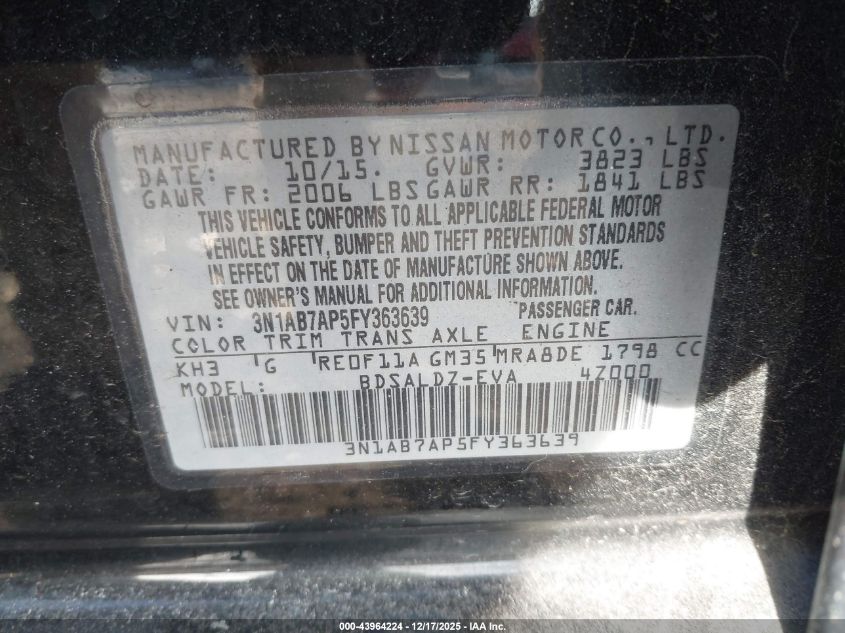 MANUFACTURED BY NISSAN MOTOR CO., LTD.
DATE: 10/15. GVWR: 3823 LBS
GAWR FR: 2006 LBS GAWR RR: 1841 LBS
THIS VEHICLE CONFORMS TO ALL APPLICABLE FEDERAL MOTOR
VEHICLE SAFETY, BUMPER AND THEFT PREVENTION STANDARDS
IN EFFECT ON THE DATE OF MANUFACTURE SHOWN ABOVE.
SEE OWNER'S MANUAL FOR ADDITIONAL INFORMATION.
VIN: 3N1AB7AP5FY363639 PASSENGER CAR.
COLOR TRIM TRANS AXLE ENGINE
KH3 G RE0F11A GM35 MRA8DE 1798 CC
MODEL: BDSALDZ-EVA 4Z000
3N1AB7AP5FY363639
000-43964224 - 12/17/2025 - IAA Inc.